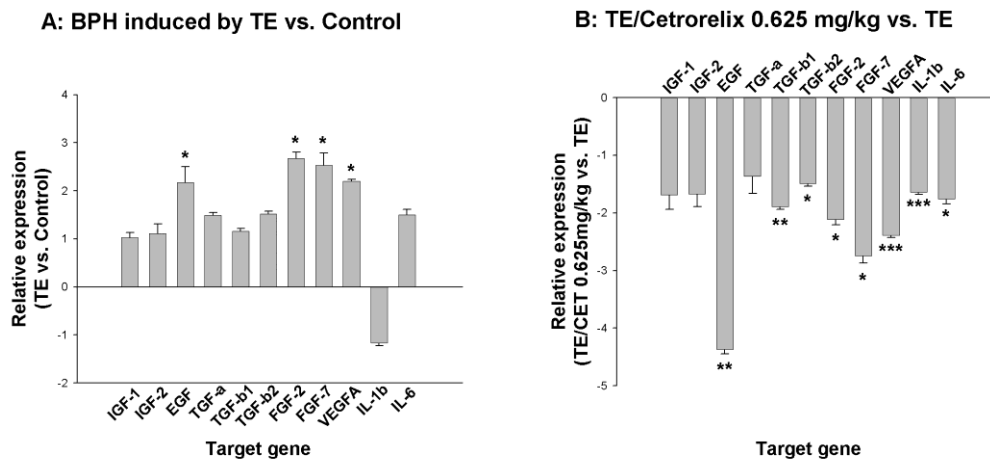 A: BPH induced by TE vs. Control
Relative expression
(TE vs. Control)
4
3
2
1
0
-1
-2
*
*
*
*
IGF-1
IGF-2
EGF
TGF-a
TGF-b1
TGF-b2
FGF-2
FGF-7
VEGFA
IL-1b
IL-6
Target gene
B: TE/Cetrorelix 0.625 mg/kg vs. TE
IGF-1
IGF-2
EGF
TGF-a
TGF-b1
TGF-b2
FGF-2
FGF-7
VEGFA
IL-1b
IL-6
Relative expression
(TE/CET 0.625mg/kg vs. TE)
0
-1
-2
-3
-4
-5
**
**
*
*
*
***
***
*
Target gene